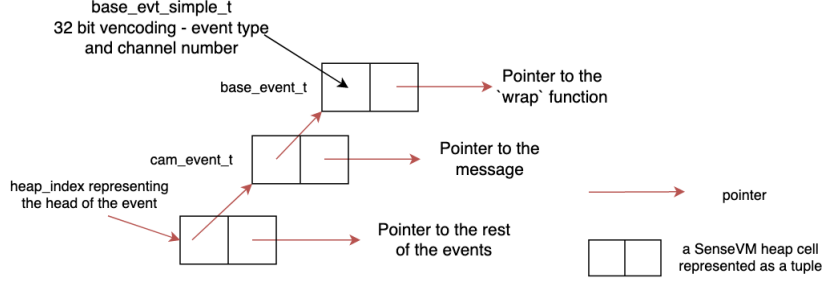 base_evt_simple_t
32 bit vencoding - event type
and channel number
base_event_t
Pointer to the
`wrap` function
cam_event_t
Pointer to the
message
heap_index representing
the head of the event
Pointer to the rest
of the events
pointer
a SenseVM heap cell
represented as a tuple